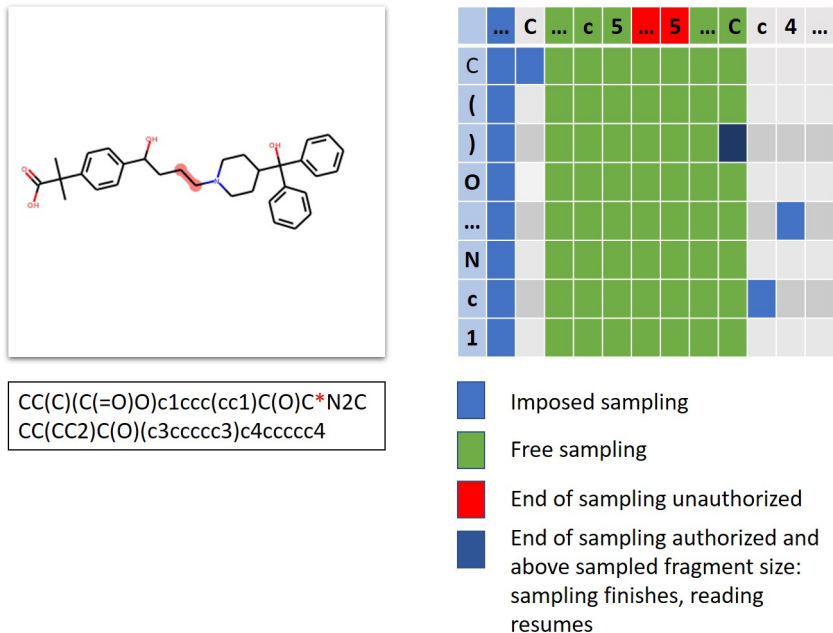 ... C ... c 5 ... 5 ... C c 4 ...
C
(
)
O
...
N
c
1
OH
O
OH
N
OH
CC(C)(C(=O)O)c1ccc(cc1)C(O)C*N2C
CC(CC2)C(O)(c3ccccc3)c4ccccc4
Imposed sampling
Free sampling
End of sampling unauthorized
End of sampling authorized and
above sampled fragment size:
sampling finishes, reading
resumes